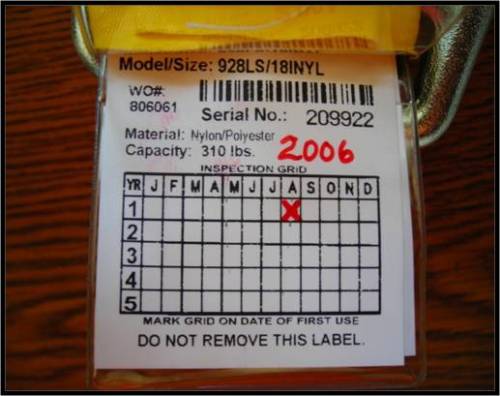 Model/Size: 928LS/18INYL
WO#:
806061
Serial No.: 209922
Material: Nylon/Polyester
Capacity: 310 lbs. 2006
INSPECTION GRID
YR J F M A M J J A S O N D
1 X
2
3
4
5
MARK GRID ON DATE OF FIRST USE
DO NOT REMOVE THIS LABEL.